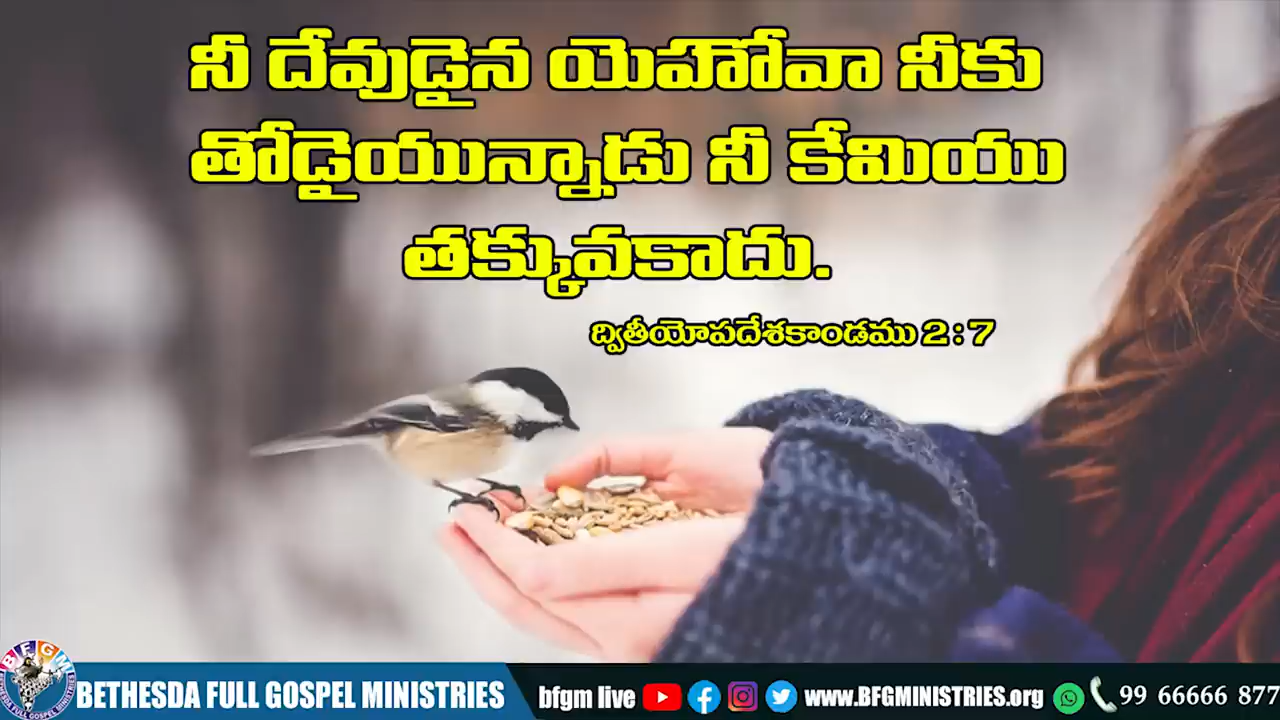 నీ దేవుడైన యెహోవా నీకు
తోడైయున్నాడు నీ కేమియు
తక్కువకాదు.
ద్వితీయోపదేశకాండము 2 : 7
BFGM
BETHESDA FULL GOSPEL MINISTRIES bfgm live www.BFGMINISTRIES.org 99 66666 877